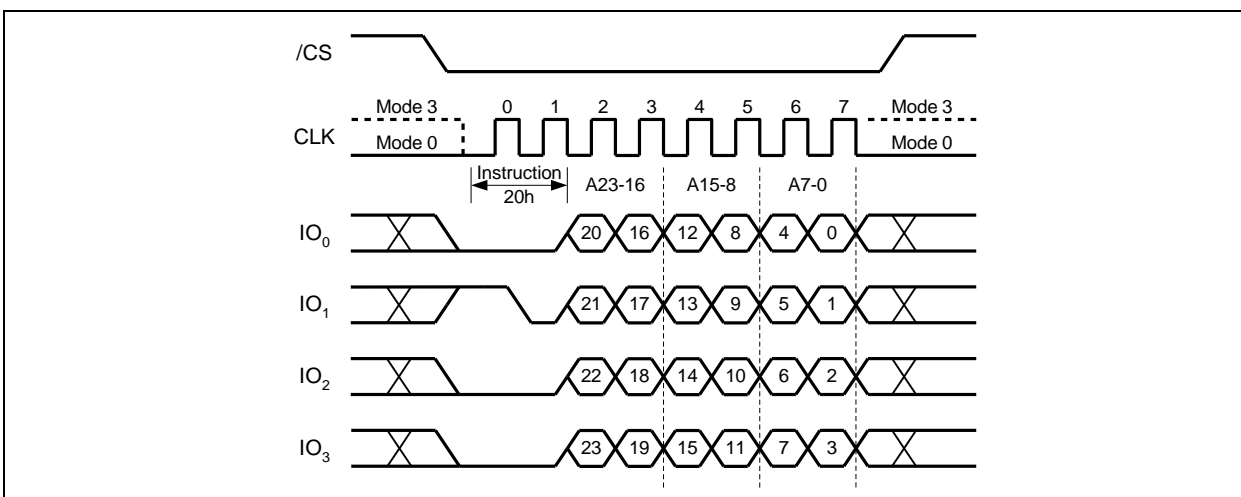 /CS
Mode 3 0 1 2 3 4 5 6 7 Mode 3
CLK
Mode 0 Mode 0
Instruction A23-16 A15-8 A7-0
20h
IO0 20 16 12 8 4 0
IO1 21 17 13 9 5 1
IO2 22 18 14 10 6 2
IO3 23 19 15 11 7 3